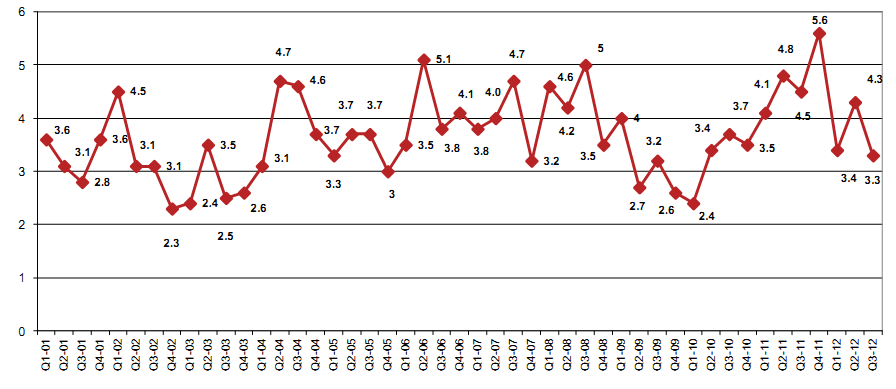 6
5
4
3
2
1
0
3.6
3.1
2.8
3.6
4.5
3.1
3.1
2.3
2.4
3.5
2.5
2.6
3.1
4.7
4.6
3.7
3.3
3.7
3.7
3
3.5
5.1
3.8
4.1
3.8
4.0
4.7
3.2
4.6
4.2
5
3.5
4
2.7
3.2
2.6
2.4
3.4
3.7
3.5
4.1
4.8
4.5
5.6
3.4
4.3
3.3
Q1-01
Q2-01
Q3-01
Q4-01
Q1-02
Q2-02
Q3-02
Q4-02
Q1-03
Q2-03
Q3-03
Q4-03
Q1-04
Q2-04
Q3-04
Q4-04
Q1-05
Q2-05
Q3-05
Q4-05
Q1-06
Q2-06
Q3-06
Q4-06
Q1-07
Q2-07
Q3-07
Q4-07
Q1-08
Q2-08
Q3-08
Q4-08
Q1-09
Q2-09
Q3-09
Q4-09
Q1-10
Q2-10
Q3-10
Q4-10
Q1-11
Q2-11
Q3-11
Q4-11
Q1-12
Q2-12
Q3-12